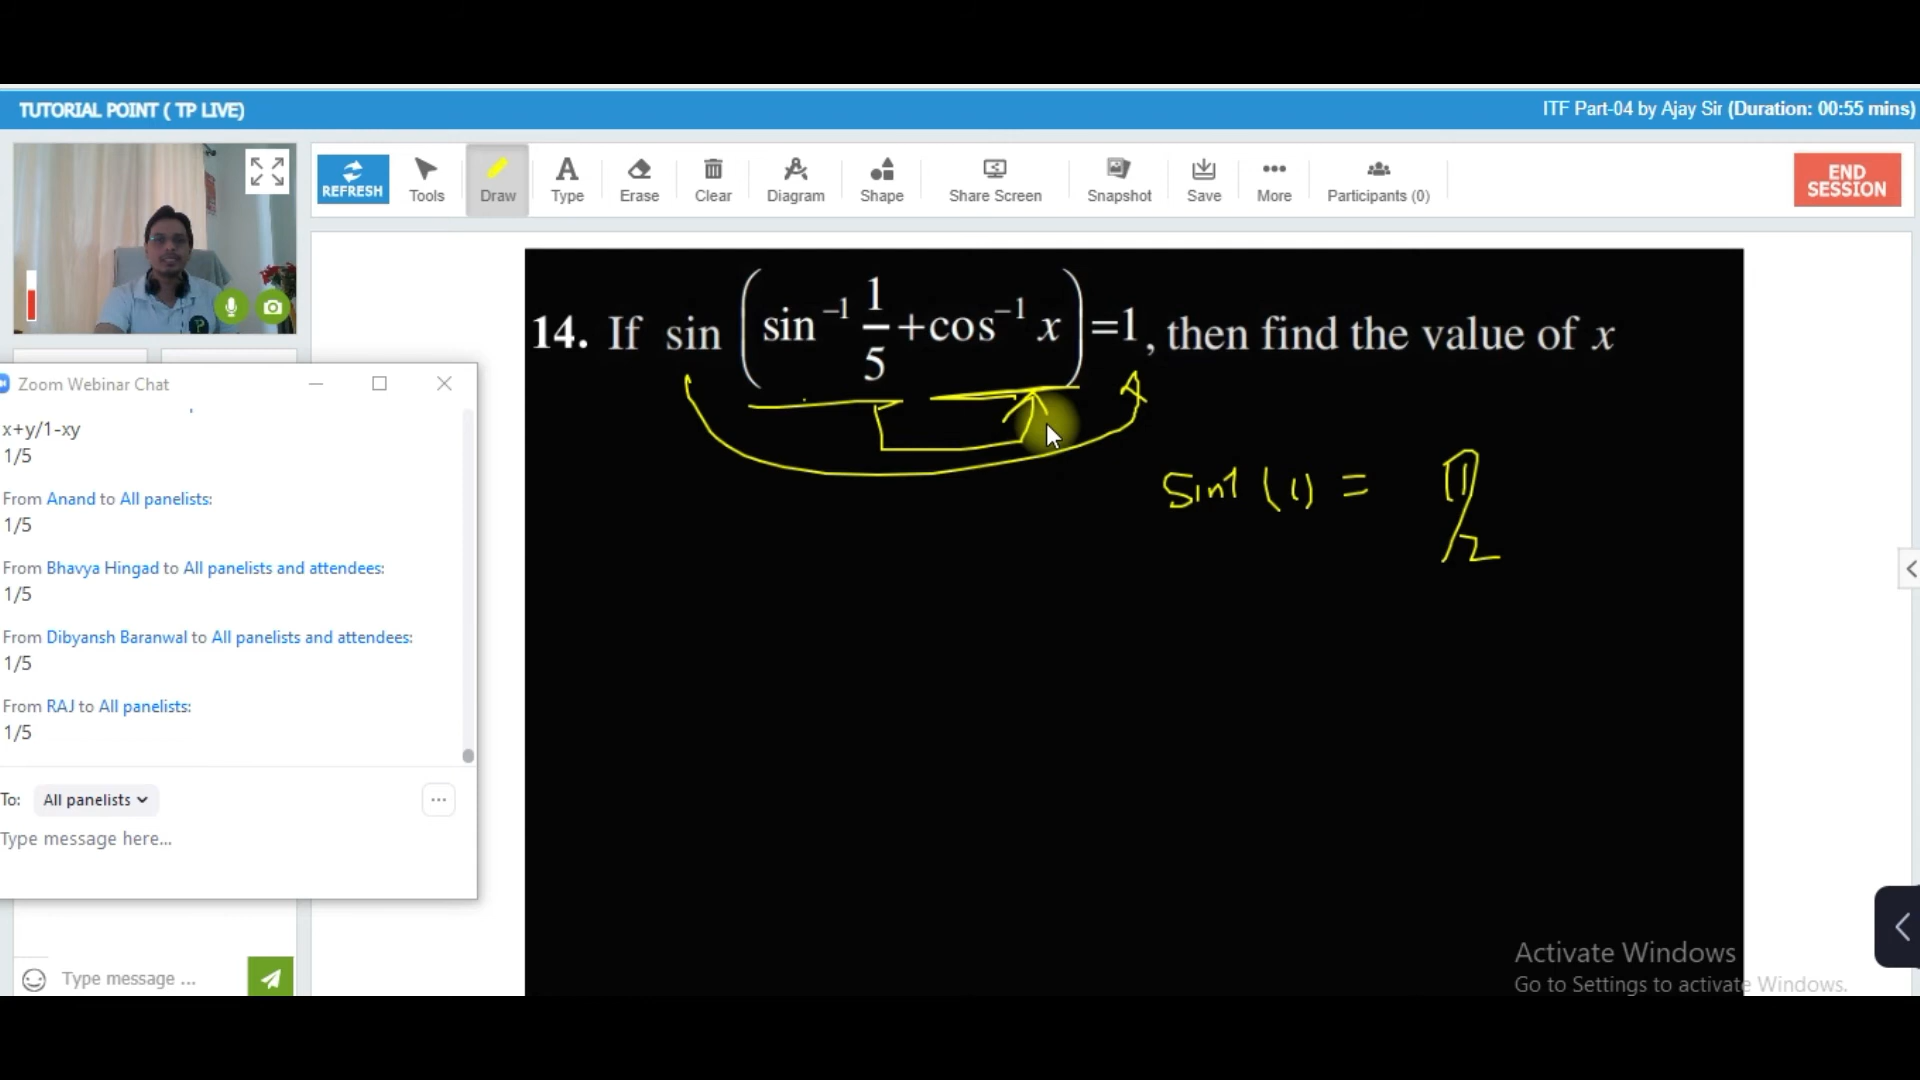 TUTORIAL POINT ( TP LIVE)
ITF Part-04 by Ajay Sir (Duration: 00:55 mins)
REFRESH
Tools
Draw
Type
Erase
Clear
Diagram
Shape
Share Screen
Snapshot
Save
More
Participants (0)
END
SESSION
14. If sin (sin⁻¹ 1/5 + cos⁻¹ x) =1, then find the value of x
sin⁻¹ (1) = π/2
Zoom Webinar Chat
x+y/1-xy
1/5
From Anand to All panelists:
1/5
From Bhavya Hingad to All panelists and attendees:
1/5
From Dibyansh Baranwal to All panelists and attendees:
1/5
From RAJ to All panelists:
1/5
To: All panelists
Type message here...
Type message ...
Activate Windows
Go to Settings to activate Windows.